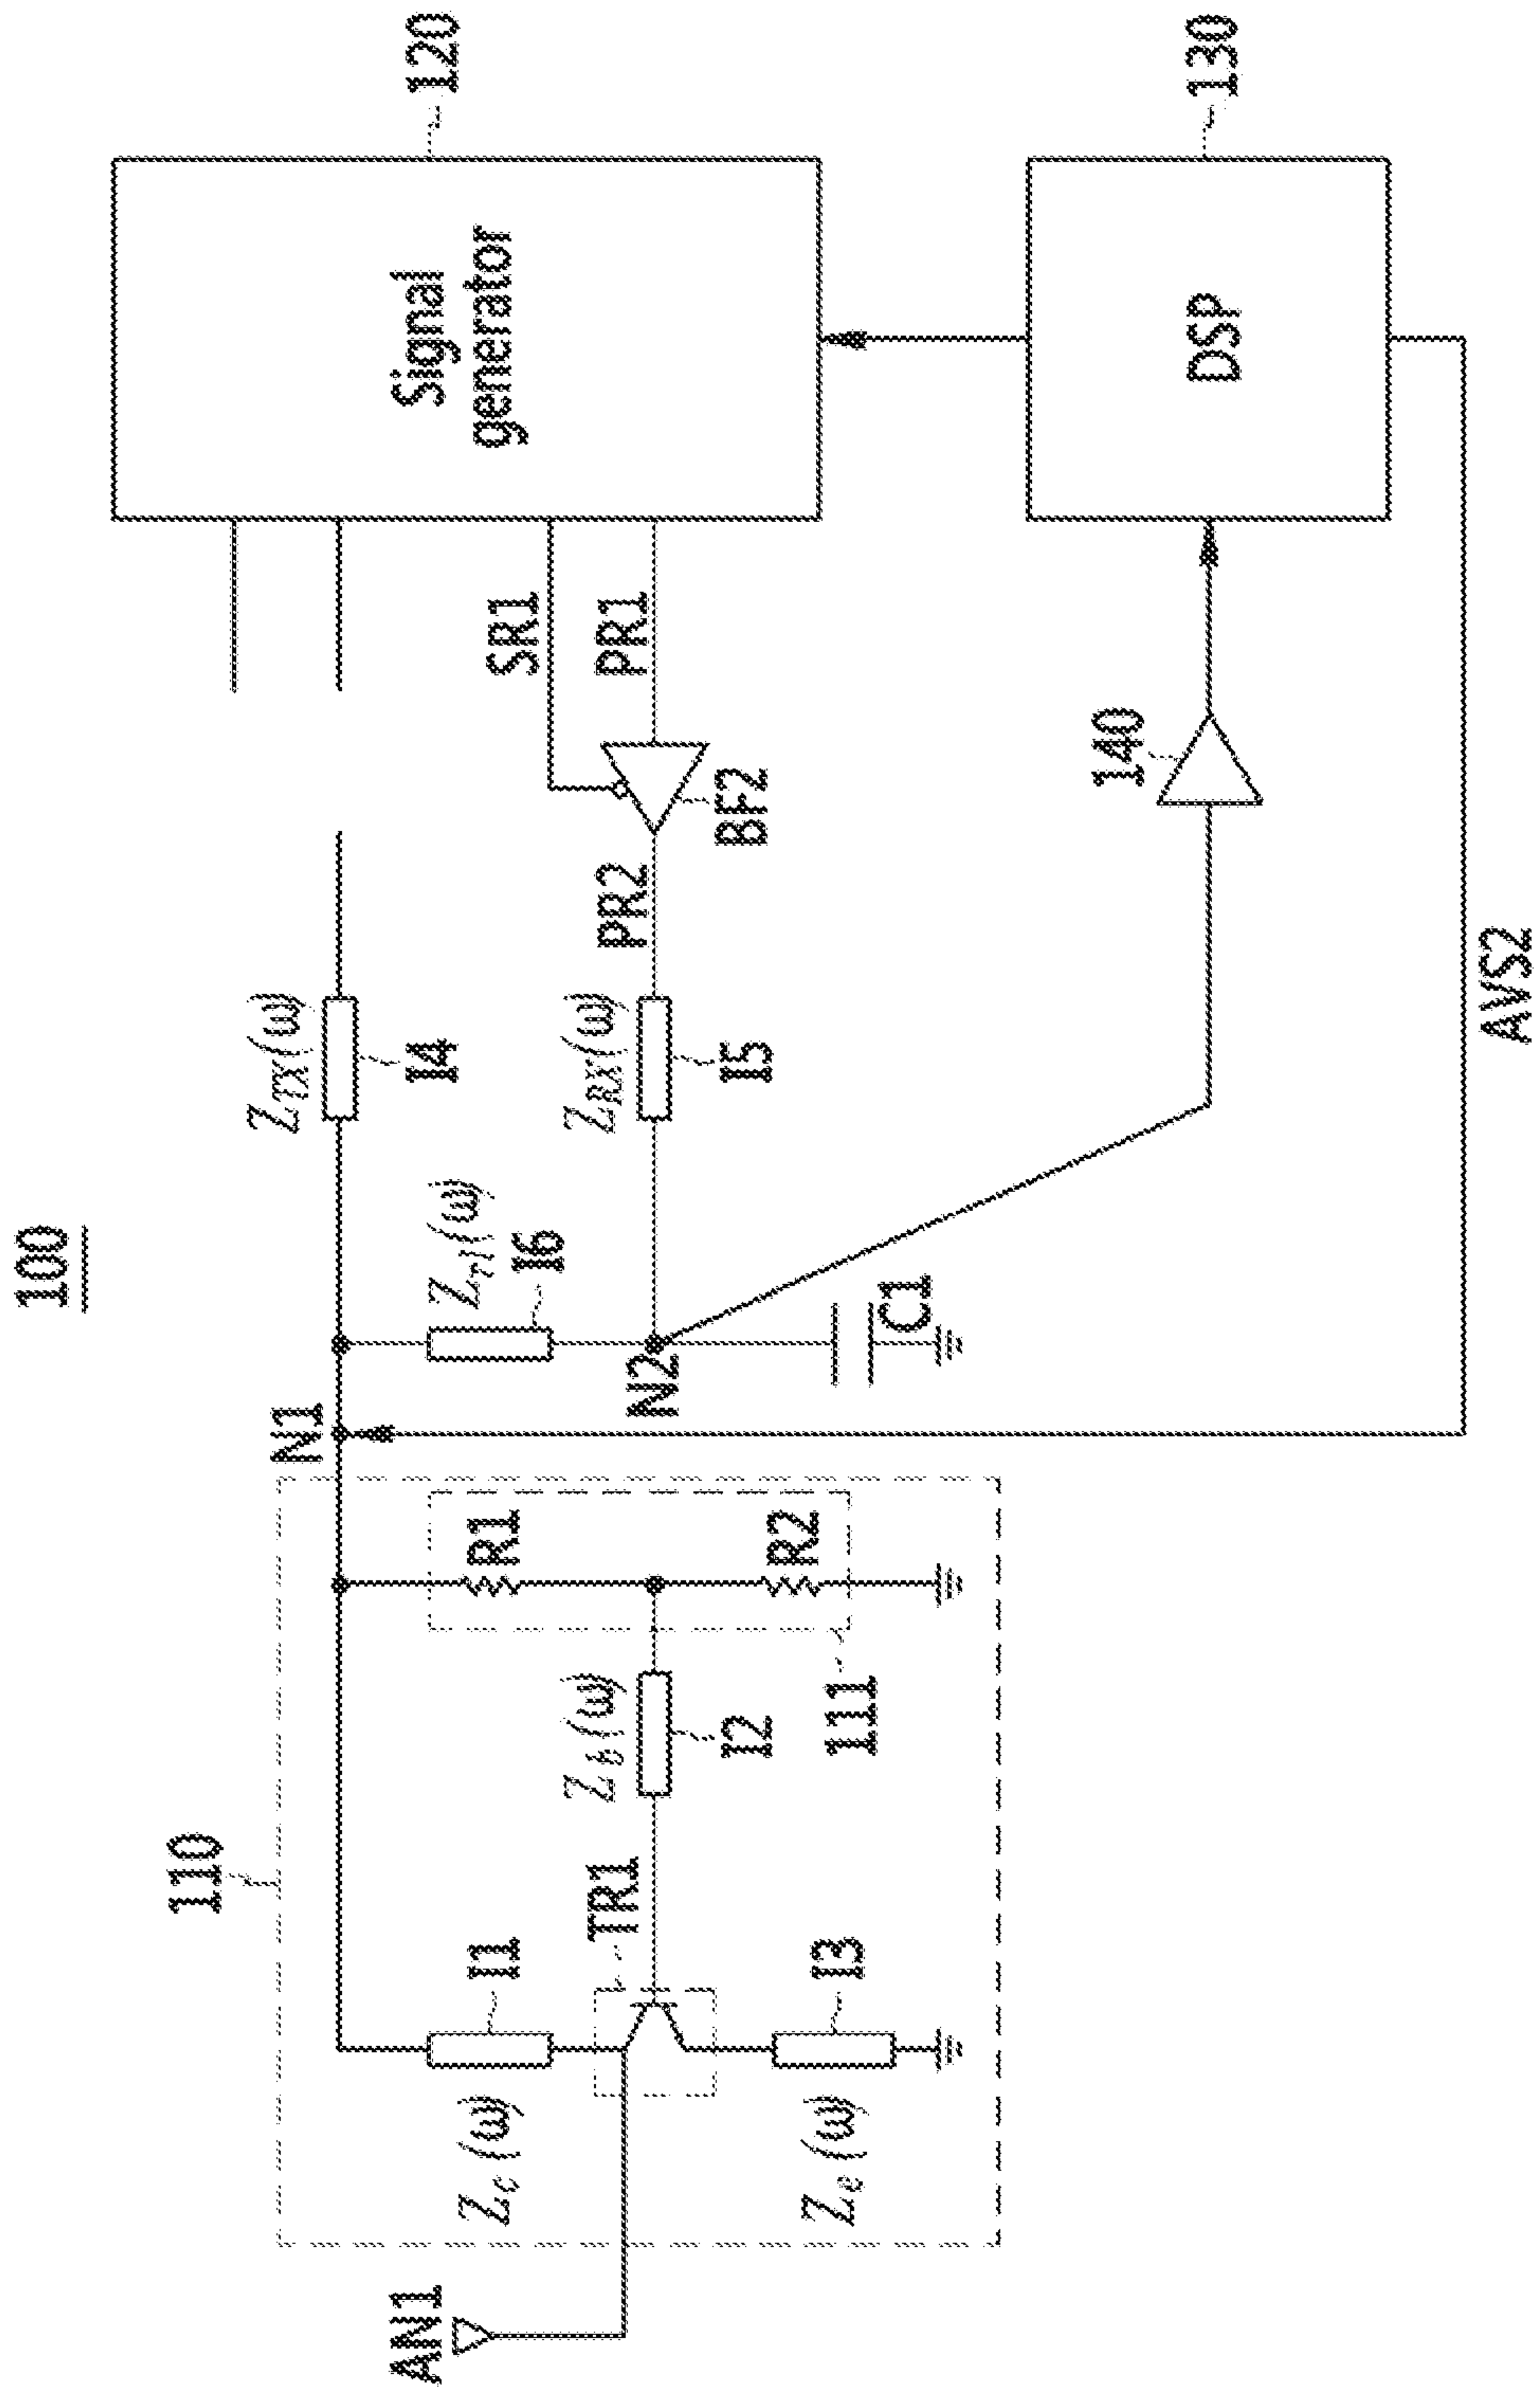 100
110
AN1
Zc(ω)
I1
TR1
Ze(ω)
I3
Zb(ω)
I2
111
R1
R2
N1
N2
Zr1(ω)
I6
C1
ZTX(ω)
I4
ZRX(ω)
I5
PR2
BF2
SR1
PR1
Signal
generator
120
140
DSP
130
AVS2